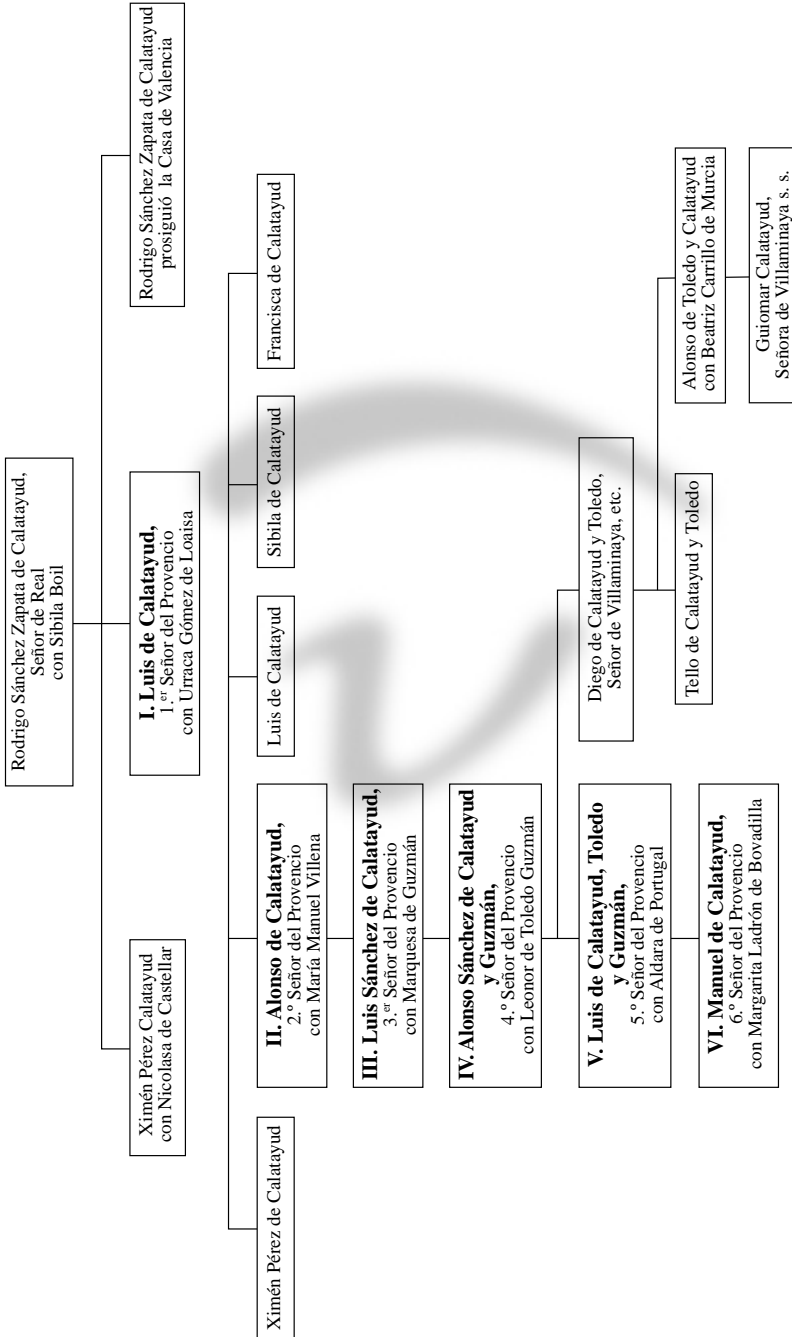 Rodrigo Sánchez Zapata de Calatayud,
Señor de Real
con Sibila Boil
Ximén Pérez Calatayud
con Nicolasa de Castellar
I. Luis de Calatayud,
1.er Señor del Provencio
con Urraca Gómez de Loaisa
Rodrigo Sánchez Zapata de Calatayud
prosiguió la Casa de Valencia
Ximén Pérez de Calatayud
II. Alonso de Calatayud,
2.º Señor del Provencio
con María Manuel Villena
Luis de Calatayud
Sibila de Calatayud
Francisca de Calatayud
III. Luis Sánchez de Calatayud,
3.er Señor del Provencio
con Marquesa de Guzmán
IV. Alonso Sánchez de Calatayud
y Guzmán,
4.º Señor del Provencio
con Leonor de Toledo Guzmán
V. Luis de Calatayud, Toledo
y Guzmán,
5.º Señor del Provencio
con Aldara de Portugal
Diego de Calatayud y Toledo,
Señor de Villaminaya, etc.
VI. Manuel de Calatayud,
6.º Señor del Provencio
con Margarita Ladrón de Bovadilla
Tello de Calatayud y Toledo
Alonso de Toledo y Calatayud
con Beatriz Carrillo de Murcia
Guiomar Calatayud,
Señora de Villaminaya s. s.